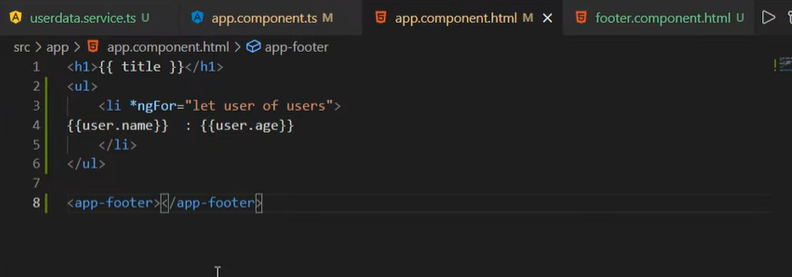 userdata.service.ts U app.component.ts M app.component.html M footer.component.html U
src > app > app.component.html > app-footer
1 <h1>{{ title }}</h1>
2 <ul>
3 <li *ngFor="let user of users">
4 {{user.name}} : {{user.age}}
5 </li>
6 </ul>
7
8 <app-footer></app-footer>